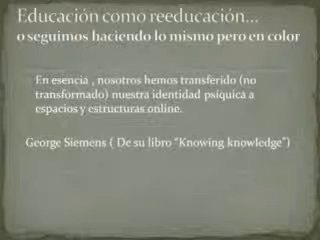 Educación como reeducación...
o seguimos haciendo lo mismo pero en color
En esencia , nosotros hemos transferido (no
transformado) nuestra identidad psíquica a
espacios y estructuras online.
George Siemens ( De su libro “Knowing knowledge”)